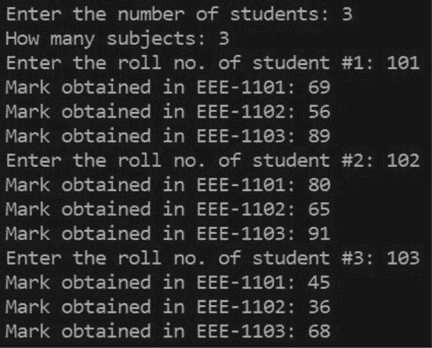 Enter the number of students: 3
How many subjects: 3
Enter the roll no. of student #1: 101
Mark obtained in EEE-1101: 69
Mark obtained in EEE-1102: 56
Mark obtained in EEE-1103: 89
Enter the roll no. of student #2: 102
Mark obtained in EEE-1101: 80
Mark obtained in EEE-1102: 65
Mark obtained in EEE-1103: 91
Enter the roll no. of student #3: 103
Mark obtained in EEE-1101: 45
Mark obtained in EEE-1102: 36
Mark obtained in EEE-1103: 68